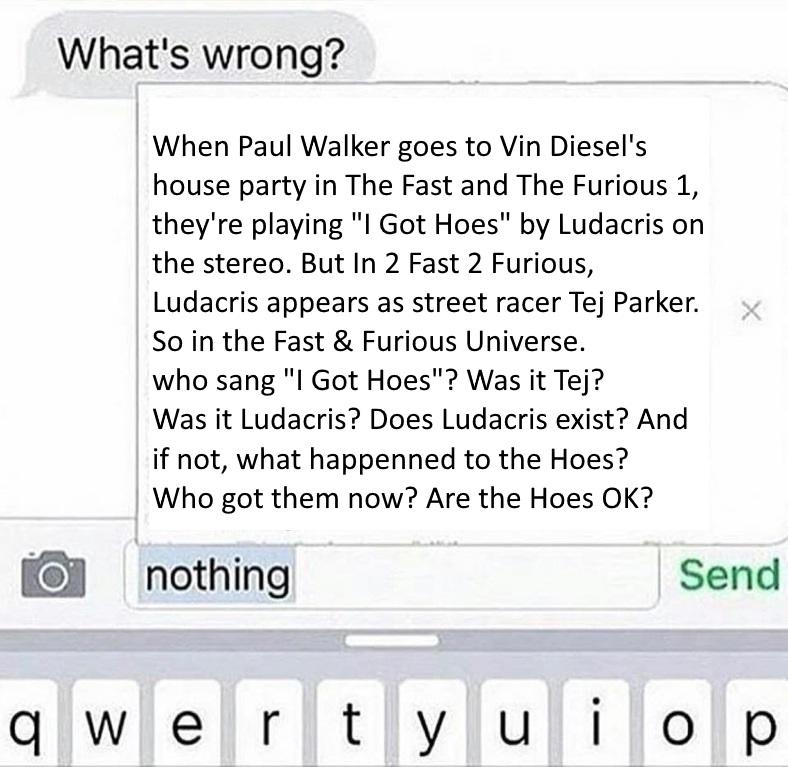 What's wrong?
When Paul Walker goes to Vin Diesel's
house party in The Fast and The Furious 1,
they're playing "I Got Hoes" by Ludacris on
the stereo. But In 2 Fast 2 Furious,
Ludacris appears as street racer Tej Parker.
So in the Fast & Furious Universe.
who sang "I Got Hoes"? Was it Tej?
Was it Ludacris? Does Ludacris exist? And
if not, what happenned to the Hoes?
Who got them now? Are the Hoes OK?
nothing Send
q w e r t y u i o p